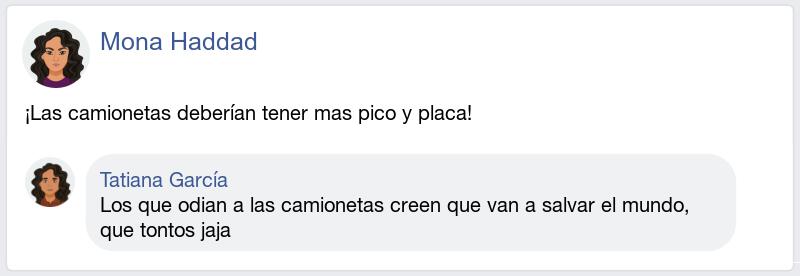 Mona Haddad
¡Las camionetas deberían tener mas pico y placa!
Tatiana García
Los que odian a las camionetas creen que van a salvar el mundo,
que tontos jaja